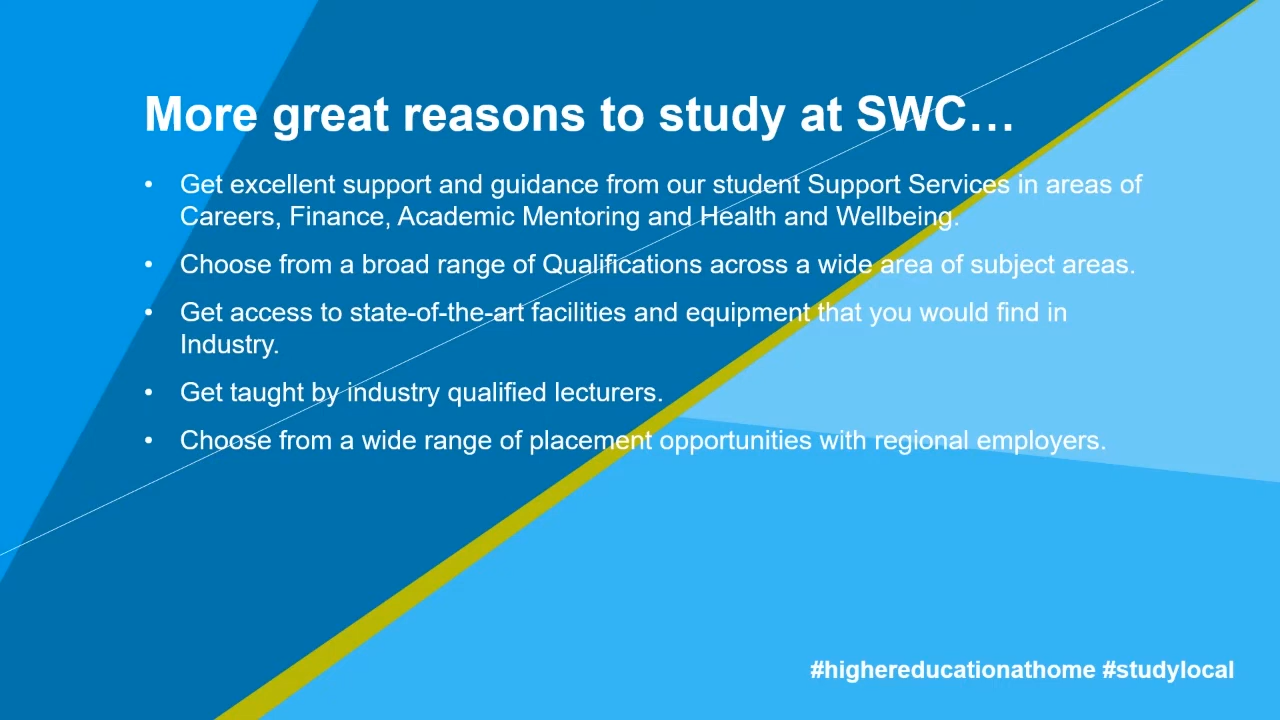 More great reasons to study at SWC…
• Get excellent support and guidance from our student Support Services in areas of
Careers, Finance, Academic Mentoring and Health and Wellbeing.
• Choose from a broad range of Qualifications across a wide area of subject areas.
• Get access to state-of-the-art facilities and equipment that you would find in
Industry.
• Get taught by industry qualified lecturers.
• Choose from a wide range of placement opportunities with regional employers.
#highereducationathome #studylocal